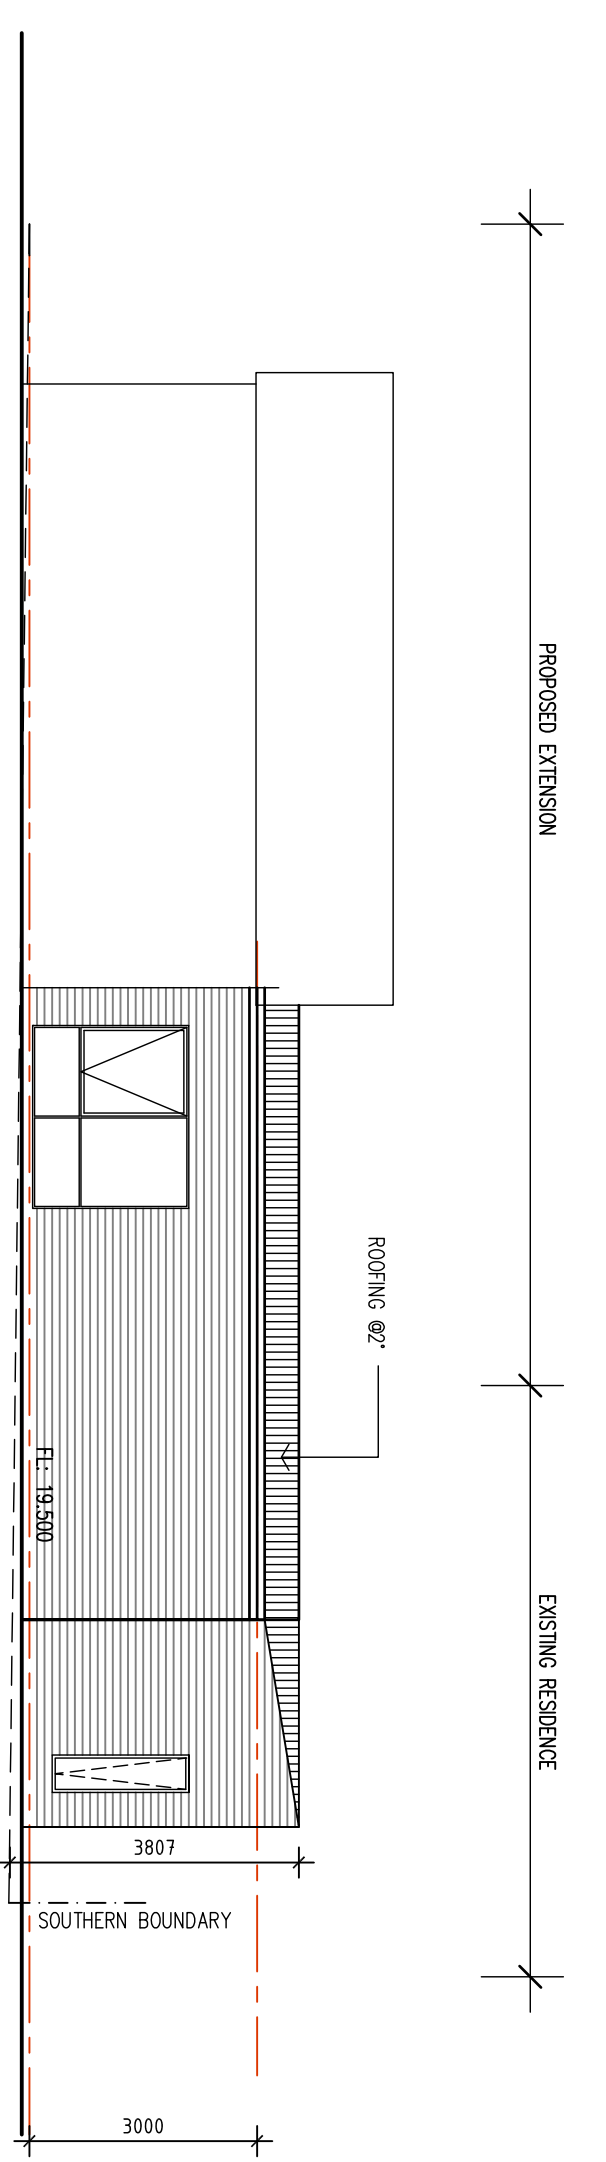 PROPOSED EXTENSION
EXISTING RESIDENCE
ROOFING @2°
FL: 19.500
3807
SOUTHERN BOUNDARY
3000